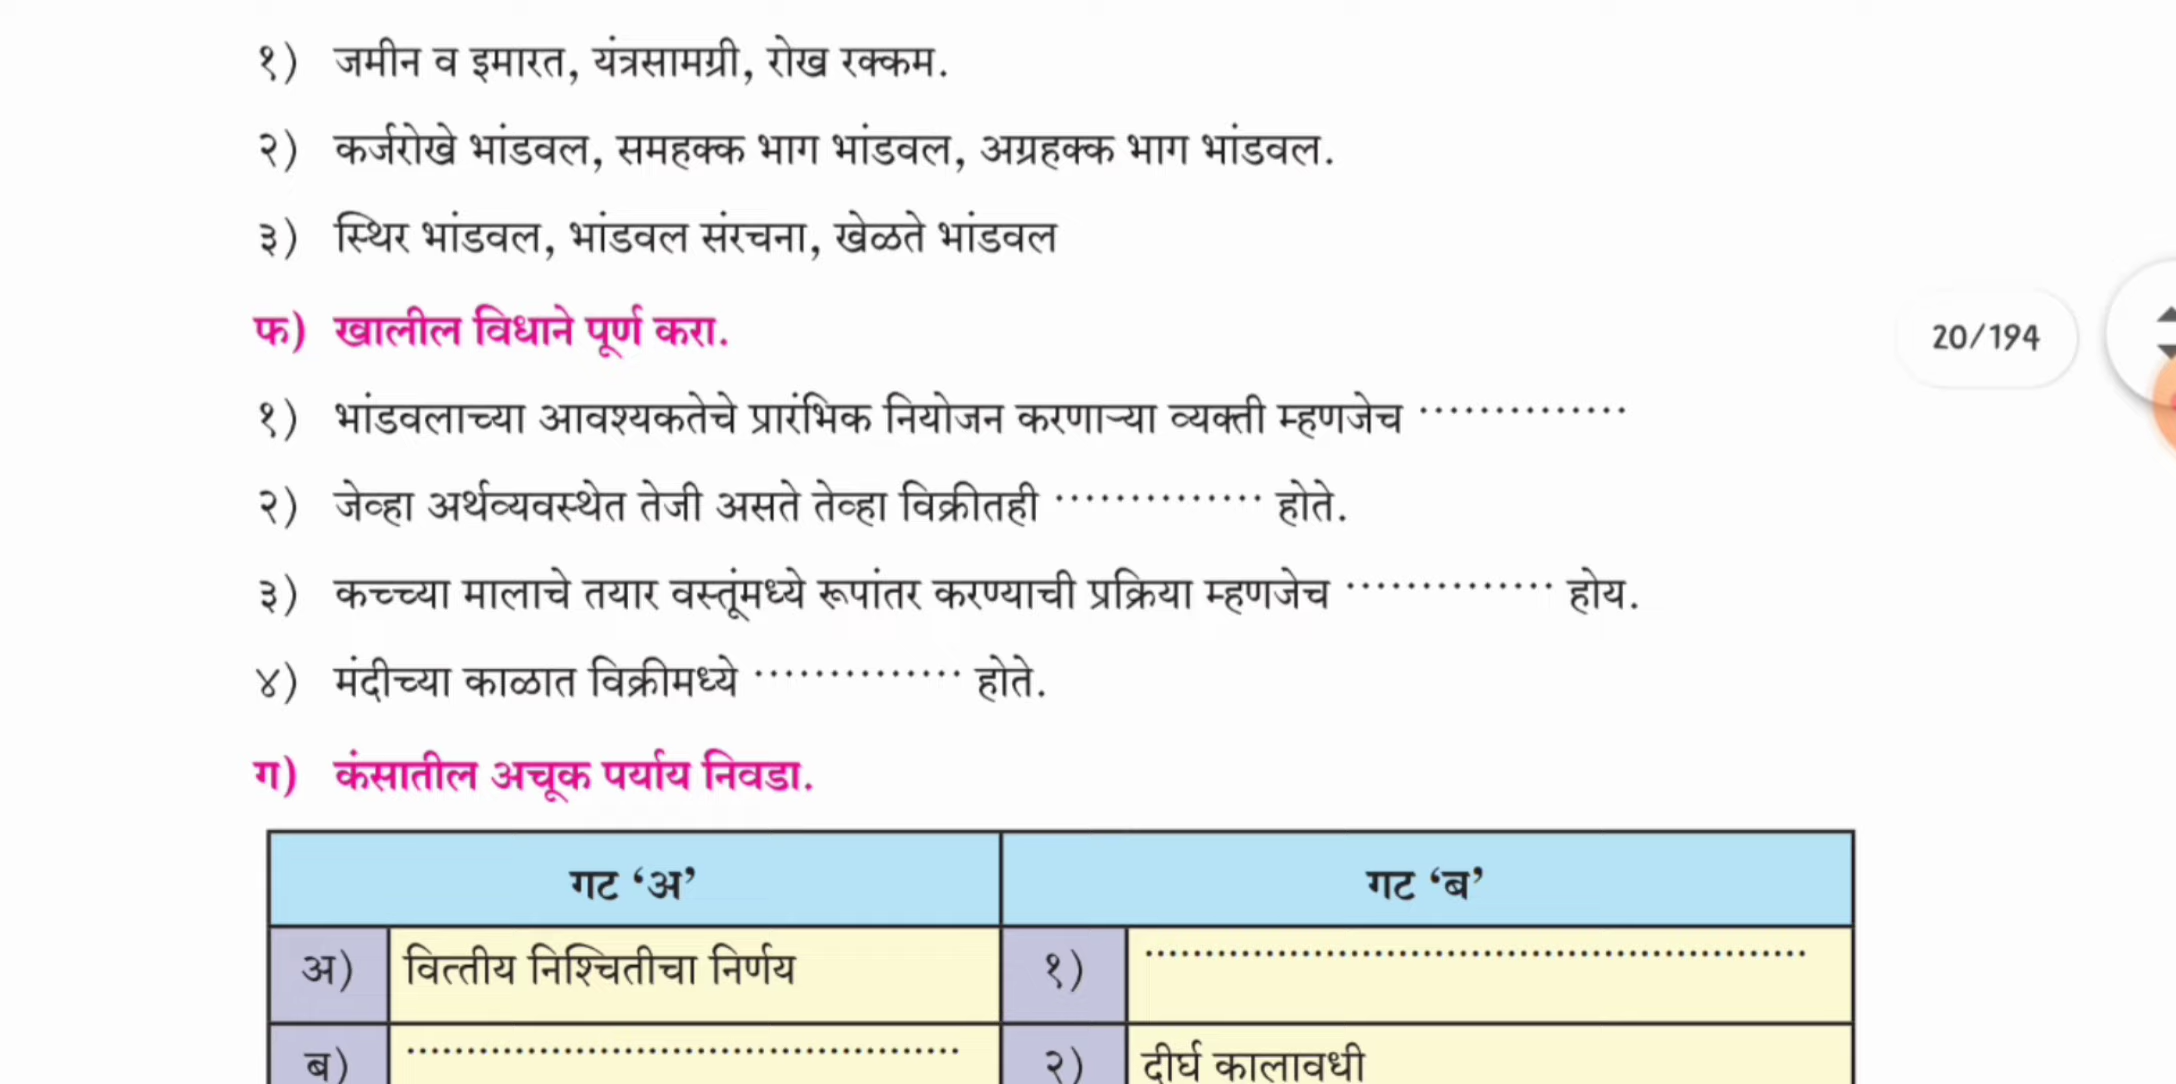 १) जमीन व इमारत, यंत्रसामग्री, रोख रक्कम.
२) कर्जरोखे भांडवल, समहक्क भाग भांडवल, अग्रहक्क भाग भांडवल.
३) स्थिर भांडवल, भांडवल संरचना, खेळते भांडवल
फ) खालील विधाने पूर्ण करा.
20/194
१) भांडवलाच्या आवश्यकतेचे प्रारंभिक नियोजन करणाऱ्या व्यक्ती म्हणजेच ··············
२) जेव्हा अर्थव्यवस्थेत तेजी असते तेव्हा विक्रीतही ·············· होते.
३) कच्च्या मालाचे तयार वस्तूंमध्ये रूपांतर करण्याची प्रक्रिया म्हणजेच ·············· होय.
४) मंदीच्या काळात विक्रीमध्ये ·············· होते.
ग) कंसातील अचूक पर्याय निवडा.
गट ‘अ’ गट ‘ब’
अ) वित्तीय निश्चितीचा निर्णय १) ··············
ब) ·············· २) दीर्घ कालावधी